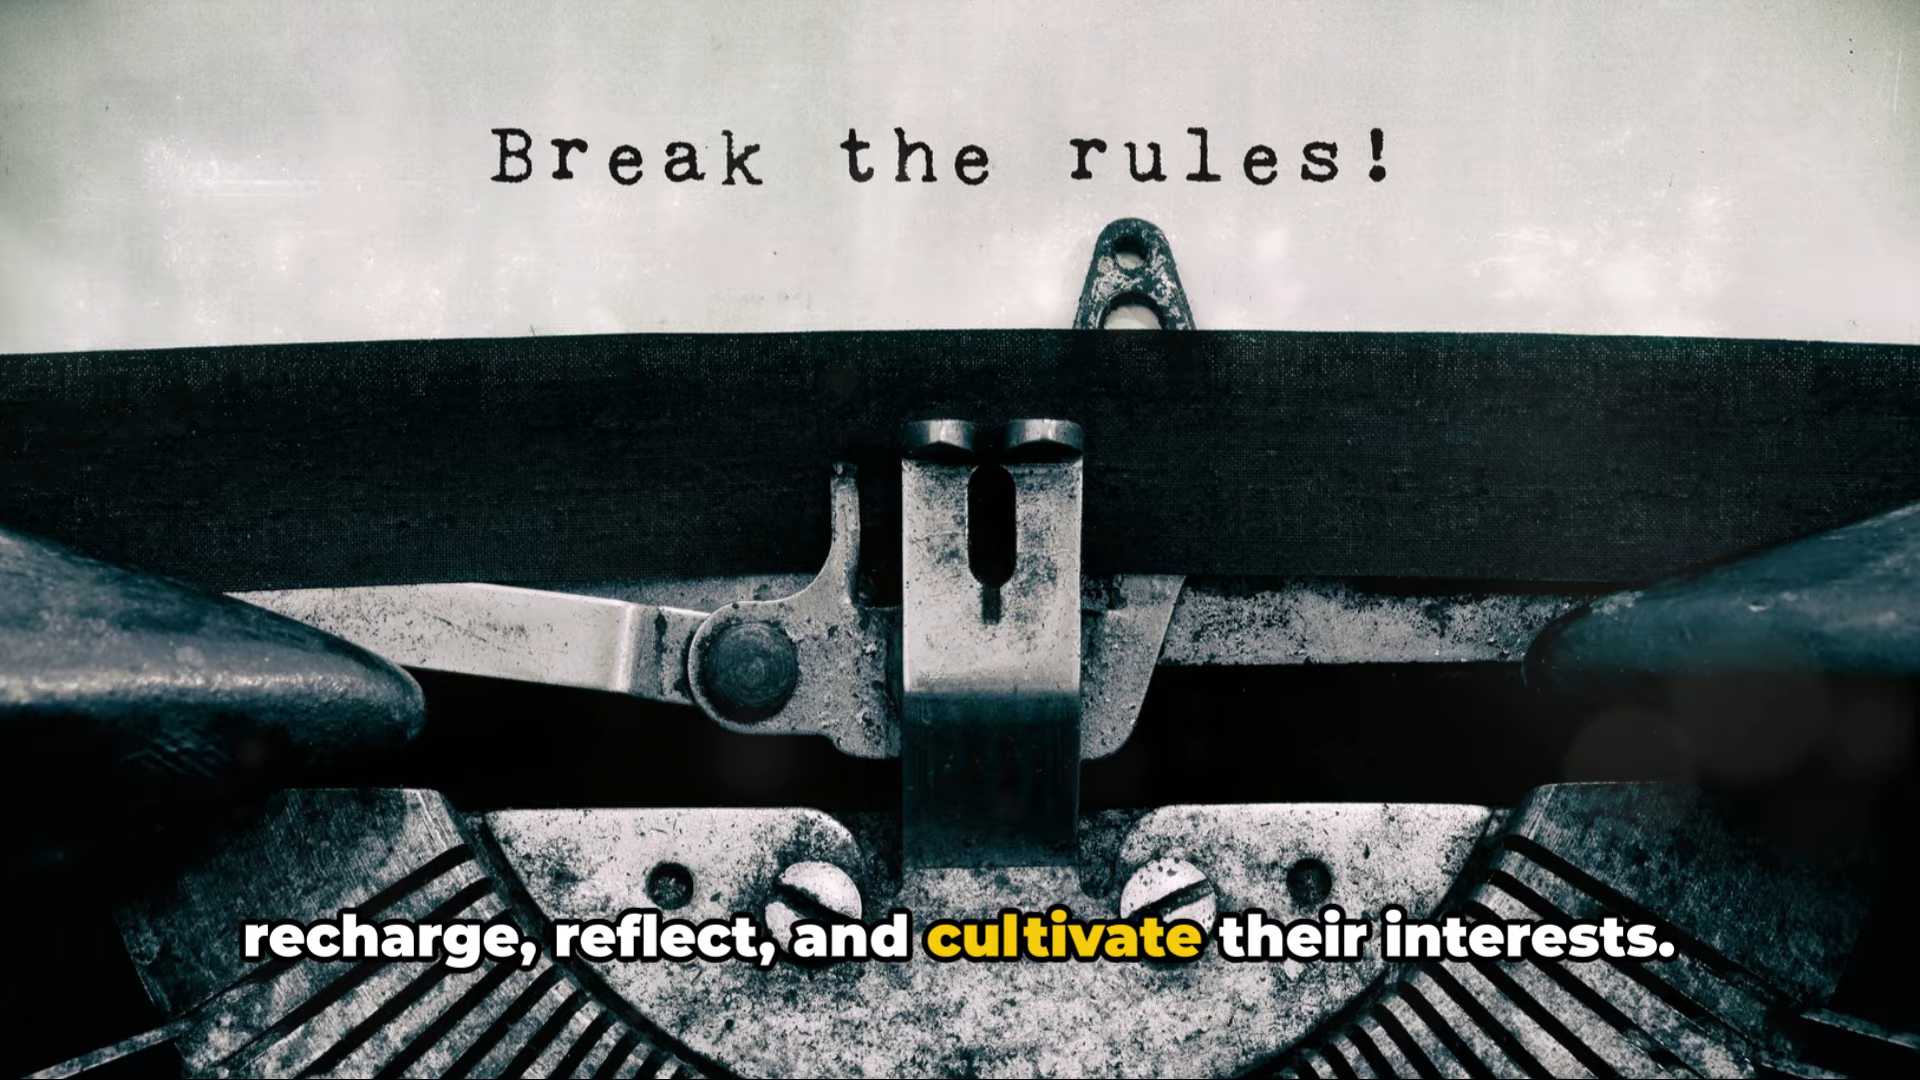 Break the rules!
recharge, reflect, and cultivate their interests.